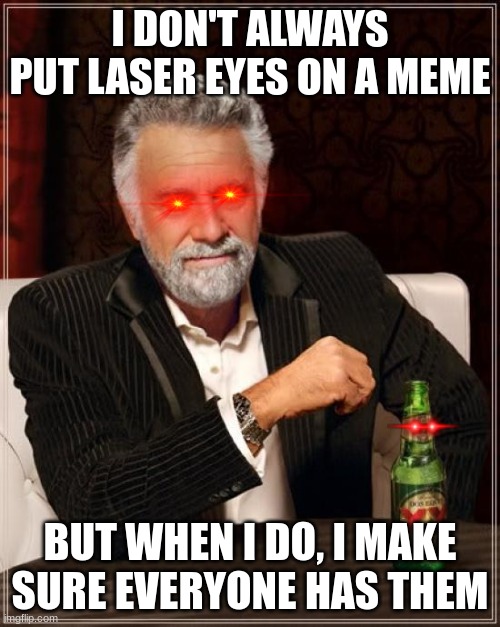 I DON'T ALWAYS
PUT LASER EYES ON A MEME
BUT WHEN I DO, I MAKE
SURE EVERYONE HAS THEM
imgflip.com